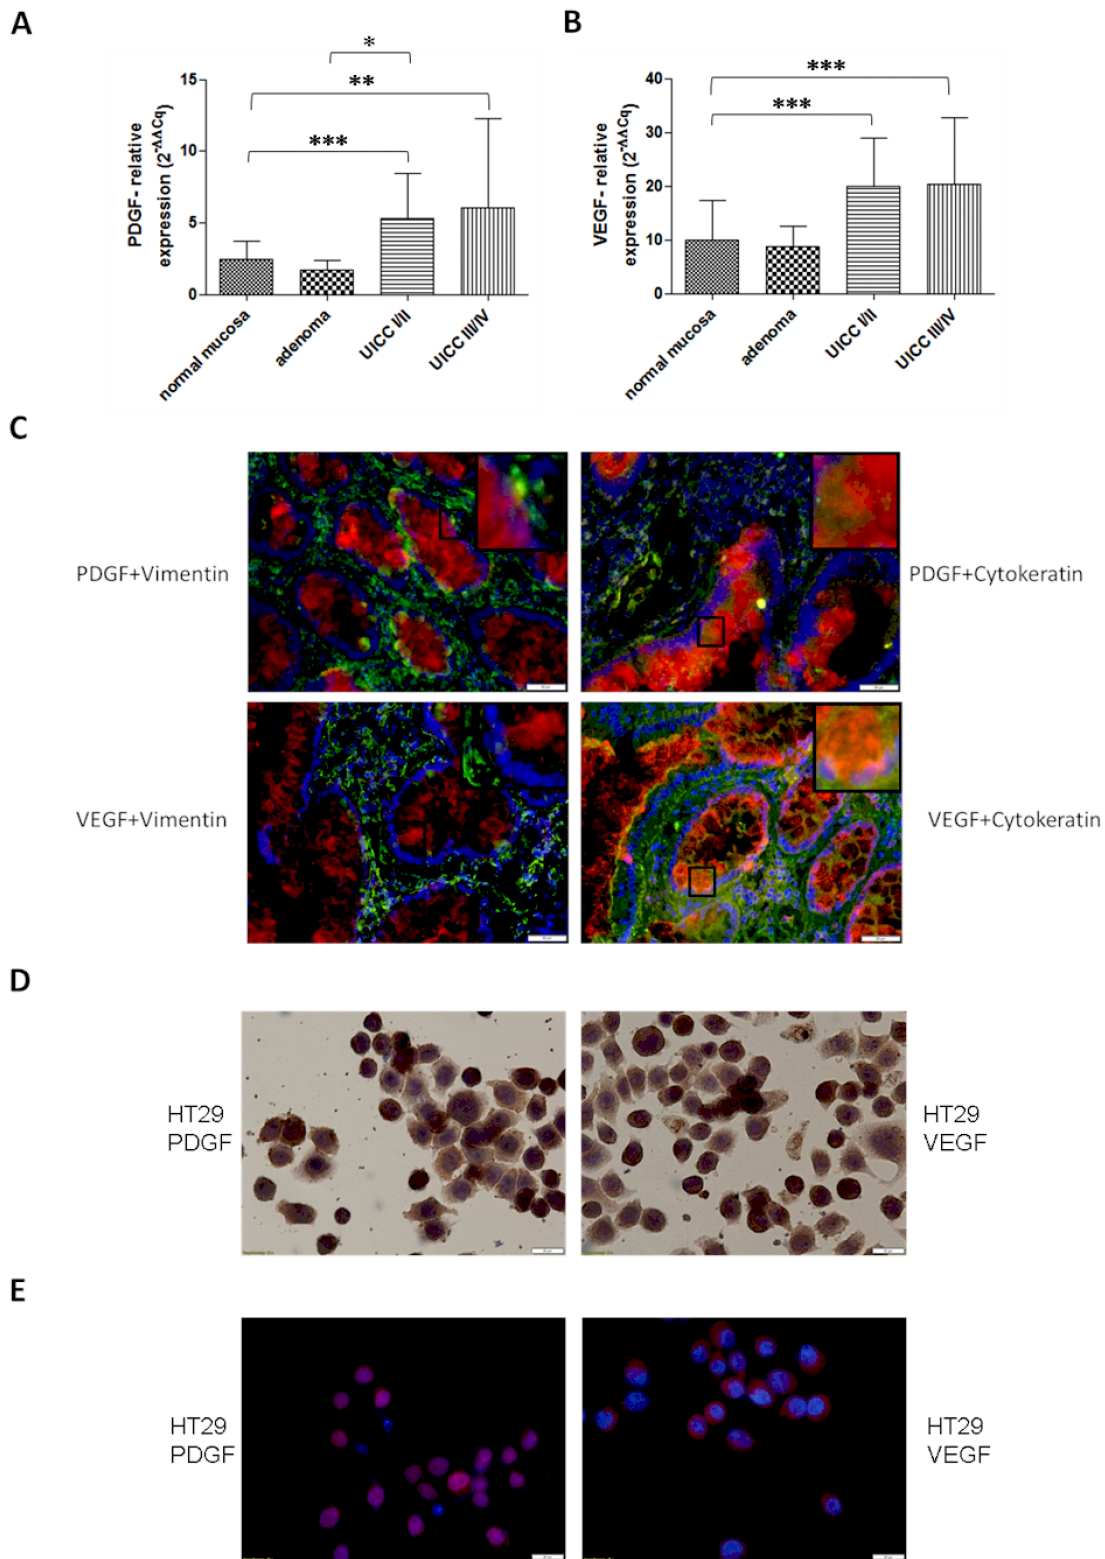 A
B
*
**
***
15
10
5
0
PDGF- relative
expression (2^-ΔΔCq)
normal mucosa
adenoma
UICC I/II
UICC III/IV
***
***
40
30
20
10
0
VEGF- relative
expression (2^-ΔΔCq)
normal mucosa
adenoma
UICC I/II
UICC III/IV
C
PDGF+Vimentin
PDGF+Cytokeratin
VEGF+Vimentin
VEGF+Cytokeratin
D
HT29
PDGF
HT29
VEGF
E
HT29
PDGF
HT29
VEGF